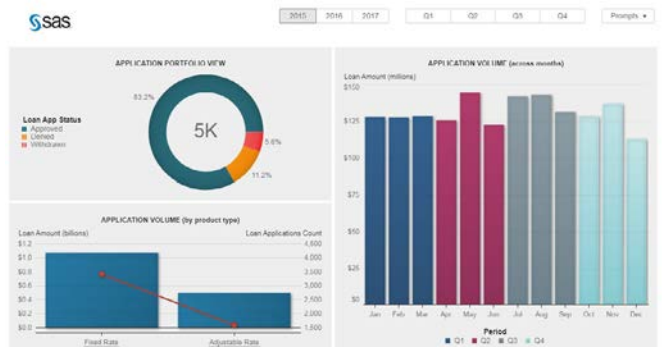 sas
2015 2016 2017 Q1 Q2 Q3 Q4 Prompts
APPLICATION PORTFOLIO VIEW
83.2%
Loan App Status
Approved
Denied
Withdrawn
5K
5.6%
11.2%
APPLICATION VOLUME (by product type)
Loan Amount (billions) Loan Applications Count
$1.2 4,500
$1.0 4,000
$0.8 3,500
$0.6 3,000
$0.4 2,500
$0.2 2,000
$0.0 1,500
Fixed Rate Adjustable Rate
APPLICATION VOLUME (across months)
Loan Amount (millions)
$150
$125
$100
$75
$50
$25
$0
Jan Feb Mar Apr May Jun Jul Aug Sep Oct Nov Dec
Period
Q1 Q2 Q3 Q4